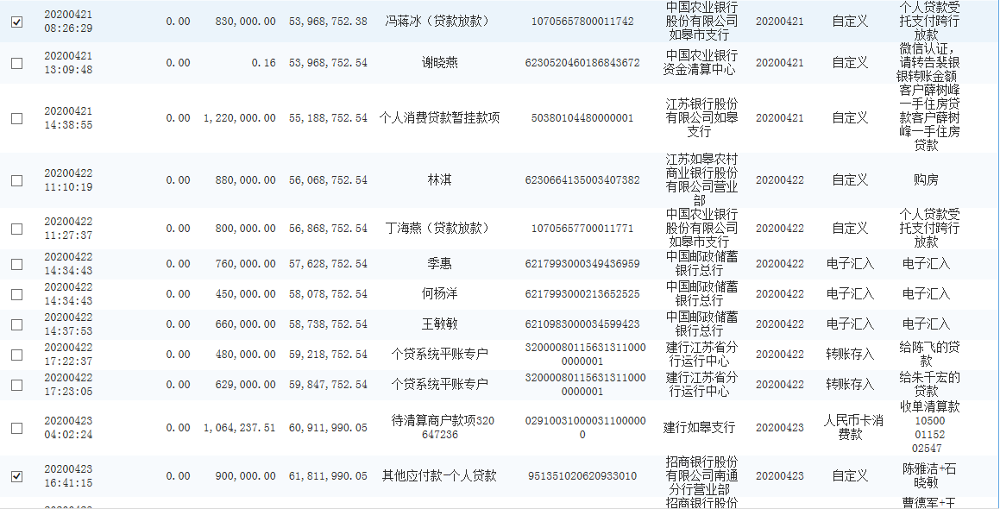 20200421
08:26:29
0.00
830,000.00
53,968,752.38
冯蒋冰（贷款放款）
10705657800011742
中国农业银行
股份有限公司
如皋市支行
20200421
自定义
个人贷款受
托支付跨行
放款
20200421
13:09:48
0.00
0.16
53,968,752.54
谢晓燕
6230520460186843672
中国农业银行
资金清算中心
20200421
自定义
微信认证，
请转告裴银
银转账金额
20200421
14:38:55
0.00
1,220,000.00
55,188,752.54
个人消费贷款暂挂款项
50380104480000001
江苏银行股份
有限公司如皋
支行
20200421
自定义
客户薛树峰
一手住房贷
款客户薛树
峰一手住房
贷款
20200422
11:10:19
0.00
880,000.00
56,068,752.54
林淇
6230664135003407382
江苏如皋农村
商业银行股份
有限公司营业
部
20200422
自定义
购房
20200422
11:27:37
0.00
800,000.00
56,868,752.54
丁海燕（贷款放款）
10705657700011771
中国农业银行
股份有限公司
如皋市支行
20200422
自定义
个人贷款受
托支付跨行
放款
20200422
14:34:43
0.00
760,000.00
57,628,752.54
季惠
6217993000349436959
中国邮政储蓄
银行总行
20200422
电子汇入
电子汇入
20200422
14:34:43
0.00
450,000.00
58,078,752.54
何杨洋
6217993000213652525
中国邮政储蓄
银行总行
20200422
电子汇入
电子汇入
20200422
14:37:53
0.00
660,000.00
58,738,752.54
王敏敏
6210983000034599423
中国邮政储蓄
银行总行
20200422
电子汇入
电子汇入
20200422
17:22:37
0.00
480,000.00
59,218,752.54
个贷系统平账专户
32000080115631311000
0000001
建行江苏省分
行运行中心
20200422
转账存入
给陈飞的贷
款
20200422
17:23:05
0.00
629,000.00
59,847,752.54
个贷系统平账专户
32000080115631311000
0000001
建行江苏省分
行运行中心
20200422
转账存入
给朱千宏的
贷款
20200423
04:02:24
0.00
1,064,237.51
60,911,990.05
待清算商户款项320
647236
02910031000031100000
0
建行如皋支行
20200423
人民币卡消
费款
收单清算款
10500
01152
02547
20200423
16:41:15
0.00
900,000.00
61,811,990.05
其他应付款-个人贷款
951351020620933010
招商银行股份
有限公司南通
分行营业部
20200423
自定义
陈雅洁+石
晓敏
招商银行股份
曹德军+王